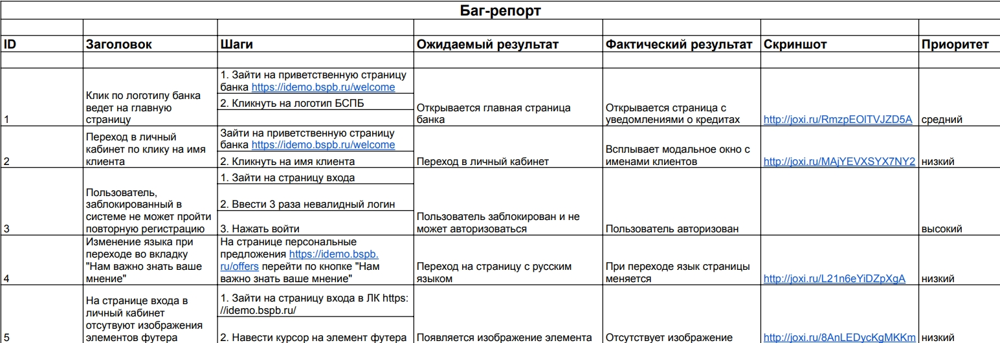 Баг-репорт
ID Заголовок Шаги Ожидаемый результат Фактический результат Скриншот Приоритет
1
Клик по логотипу банка
ведет на главную
страницу
1. Зайти на приветственную страницу
банка https://idemo.bspb.ru/welcome
2. Кликнуть на логотип БСПБ
Открывается главная страница
банка
Открывается страница с
уведомлениями о кредитах
http://joxi.ru/RmzpEOlTVJZD5A
средний
2
Переход в личный
кабинет по клику на имя
клиента
Зайти на приветственную страницу
банка https://idemo.bspb.ru/welcome
2. Кликнуть на имя клиента
Переход в личный кабинет
Всплывает модальное окно с
именами клиентов
http://joxi.ru/MAjYEVXSYX7NY2
низкий
3
Пользователь,
заблокированный в
системе не может пройти
повторную регистрацию
1. Зайти на страницу входа
2. Ввести 3 раза невалидный логин
3. Нажать войти
Пользователь заблокирован и не
может авторизоваться
Пользователь авторизован
высокий
4
Изменение языка при
переходе во вкладку
"Нам важно знать ваше
мнение"
На странице персональные
предложения https://idemo.bspb.
ru/offers перейти по кнопке "Нам
важно знать ваше мнение"
Переход на страницу с русским
языком
При переходе язык страницы
меняется
http://joxi.ru/L21n6eYiDZpXgA
низкий
5
На странице входа в
личный кабинет
отсутвуют изображения
элементов футера
1. Зайти на страницу входа в ЛК https:
//idemo.bspb.ru/
2. Навести курсор на элемент футера
Появляется изображение элемента
Отсутствует изображение
http://joxi.ru/8AnLEDycKgMKKm
низкий